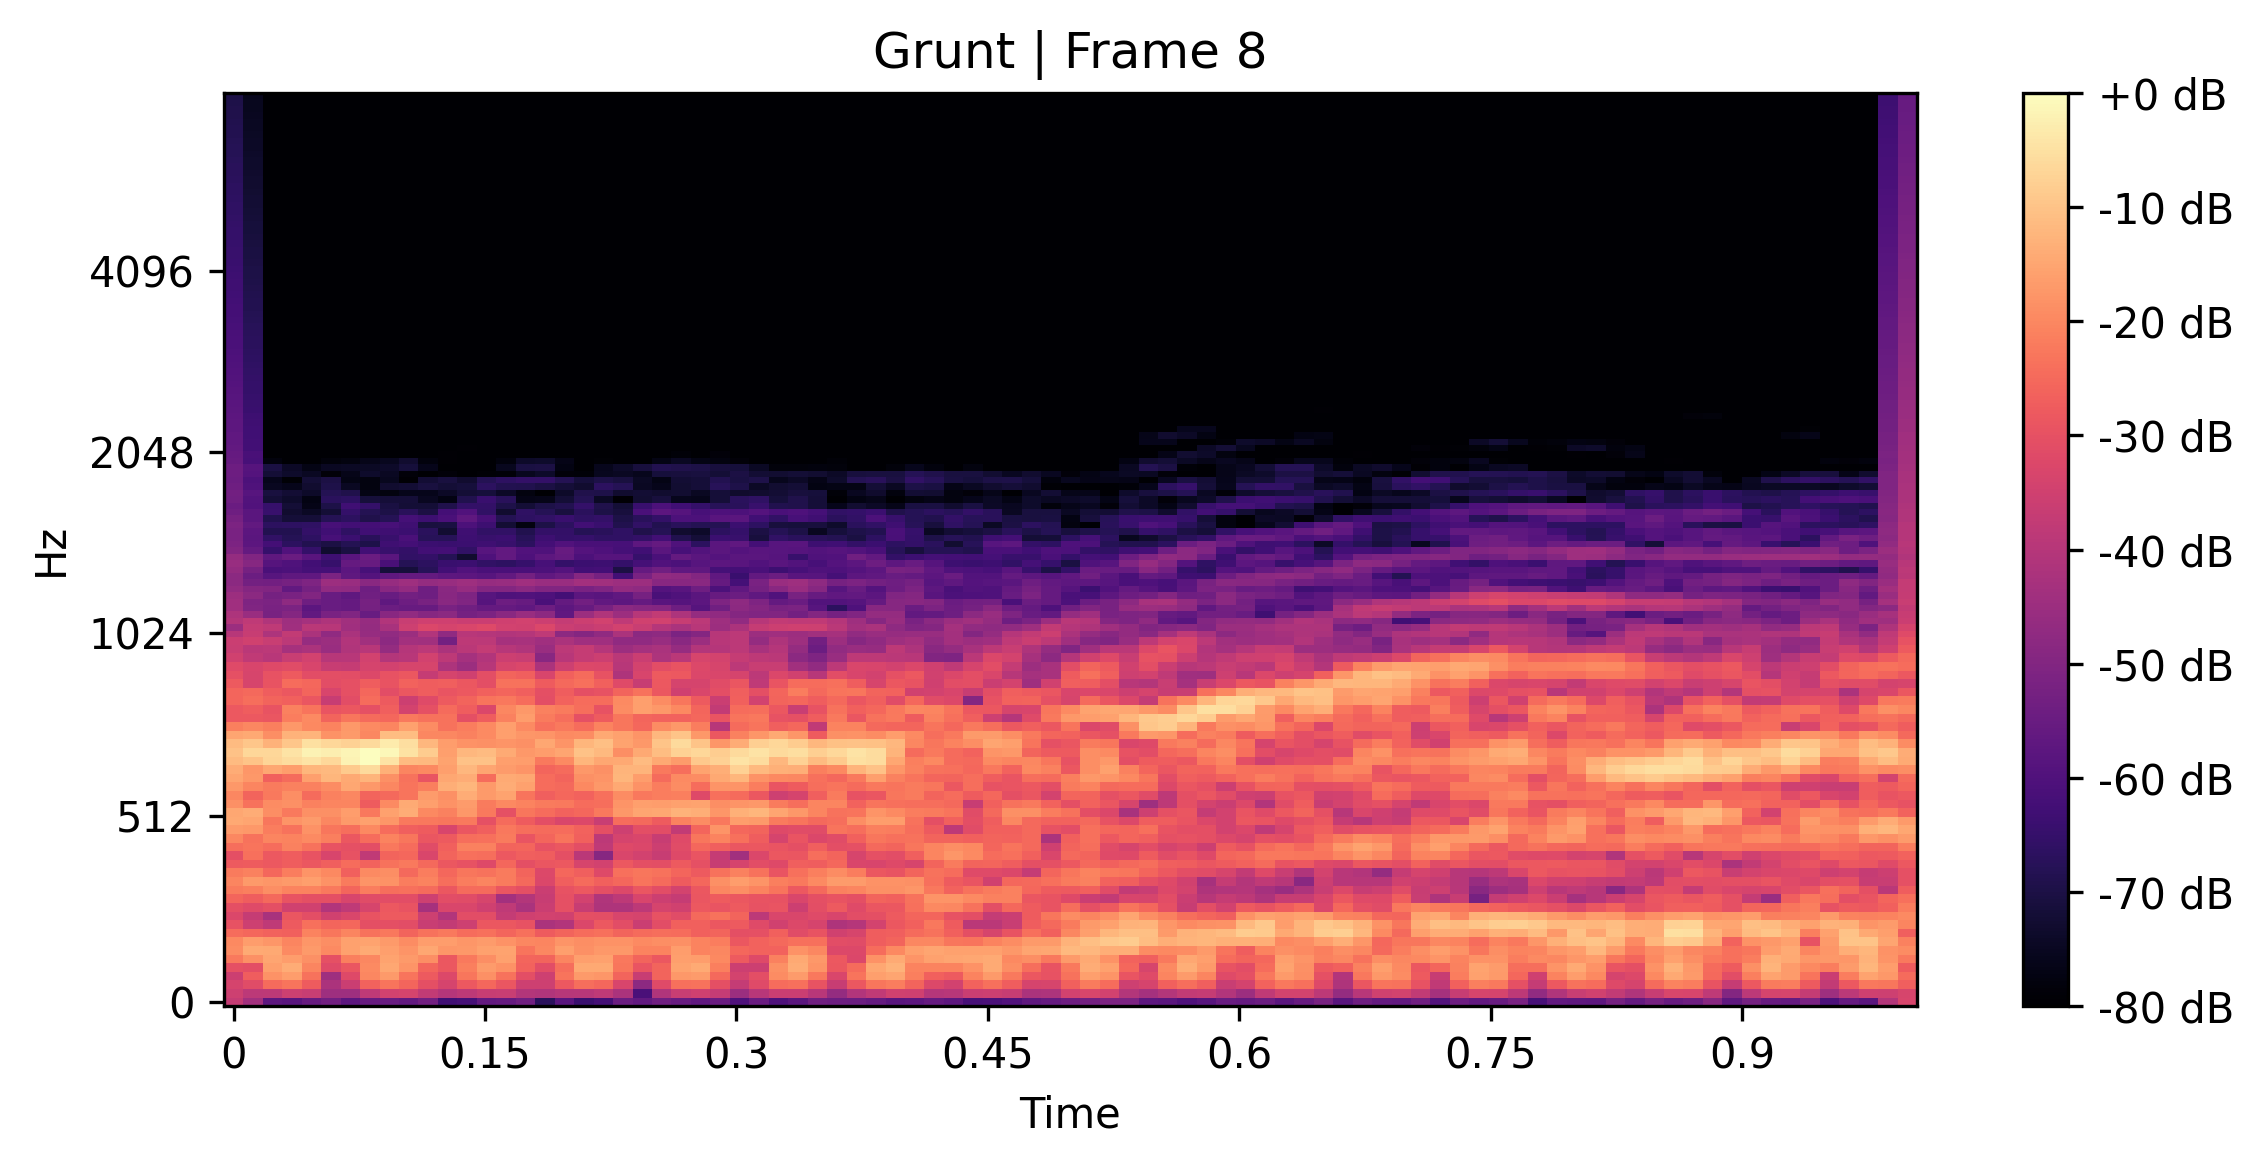 Grunt | Frame 8
+0 dB
-10 dB
-20 dB
-30 dB
-40 dB
-50 dB
-60 dB
-70 dB
-80 dB
Hz
4096
2048
1024
512
0
0 0.15 0.3 0.45 0.6 0.75 0.9
Time